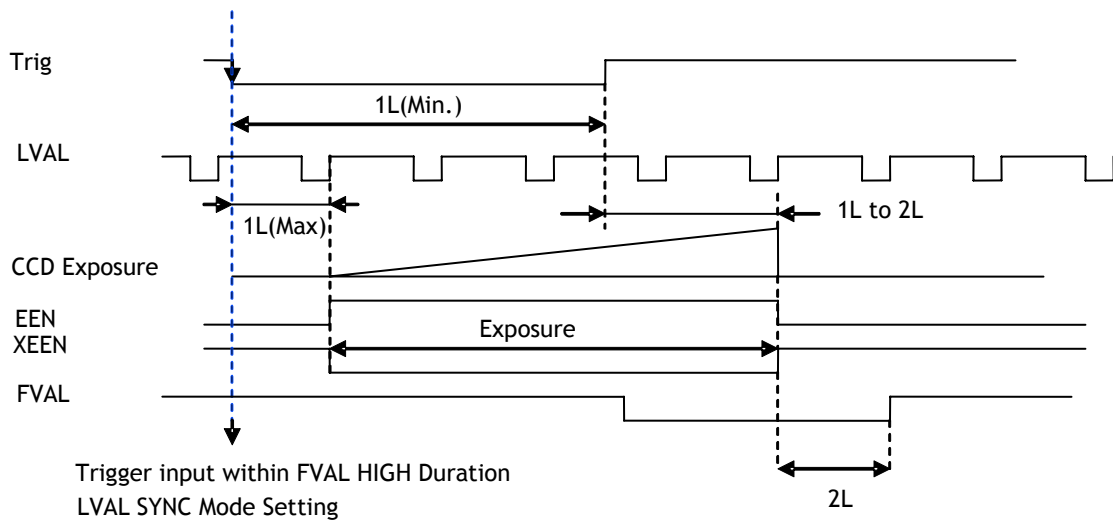 Trig
1L(Min.)
LVAL
1L(Max)
1L to 2L
CCD Exposure
EEN
Exposure
XEEN
FVAL
Trigger input within FVAL HIGH Duration
2L
LVAL SYNC Mode Setting